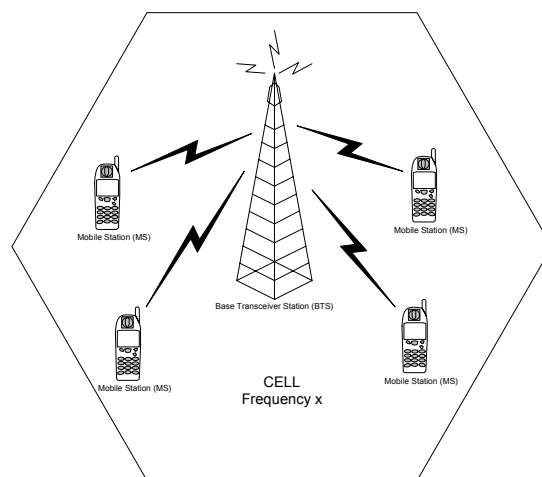 Mobile Station (MS)
Mobile Station (MS)
Base Transceiver Station (BTS)
Mobile Station (MS)
Mobile Station (MS)
CELL
Frequency x